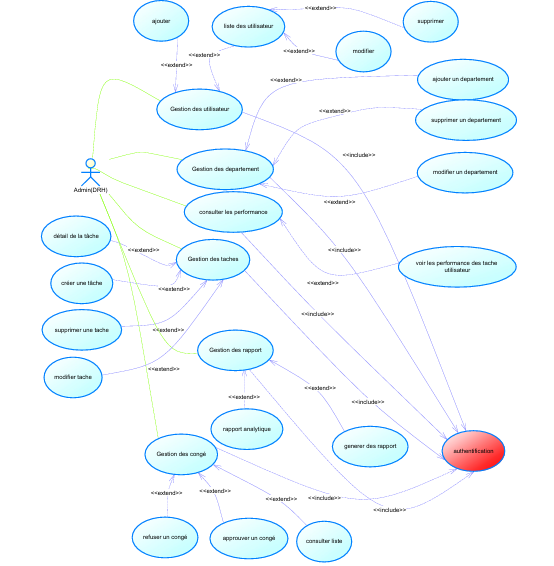 ajouter
liste des utilisateur
<<extend>>
supprimer
<<extend>>
modifier
<<extend>>
<<extend>>
<<extend>>
ajouter un departement
Gestion des utilisateur
<<extend>>
supprimer un departement
<<include>>
Gestion des departement
modifier un departement
Admin(DRH)
<<extend>>
consulter les performance
détail de la tâche
<<extend>>
<<include>>
Gestion des taches
voir les performance des tache
utilisateur
créer une tâche
<<extend>>
<<extend>>
<<include>>
supprimer une tache
<<extend>>
Gestion des rapport
<<extend>>
modifier tache
<<extend>>
<<extend>>
<<include>>
rapport analytique
generer des rapport
authentification
Gestion des congé
<<extend>>
<<extend>>
<<extend>>
<<include>>
<<include>>
refuser un congé
approuver un congé
consulter liste